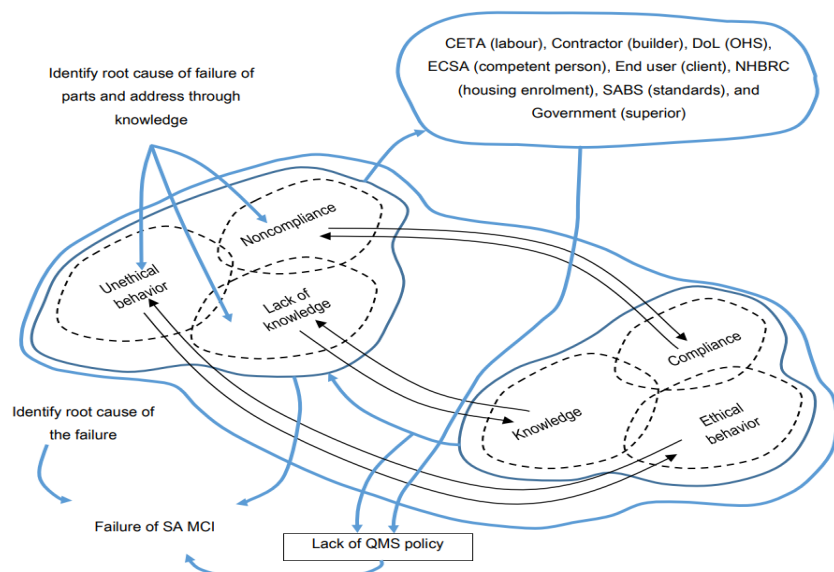 CETA (labour), Contractor (builder), DoL (OHS),
ECSA (competent person), End user (client), NHBRC
(housing enrolment), SABS (standards), and
Government (superior)
Identify root cause of failure of
parts and address through
knowledge
Noncompliance
Unethical
behavior
Lack of
knowledge
Compliance
Knowledge
Ethical
behavior
Identify root cause of
the failure
Failure of SA MCI
Lack of QMS policy